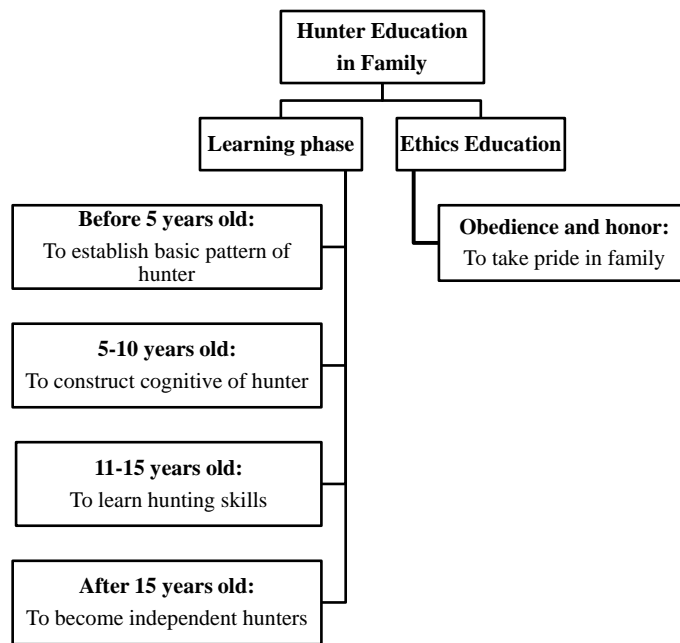 Hunter Education
in Family
Learning phase
Ethics Education
Before 5 years old:
To establish basic pattern of
hunter
Obedience and honor:
To take pride in family
5-10 years old:
To construct cognitive of hunter
11-15 years old:
To learn hunting skills
After 15 years old:
To become independent hunters